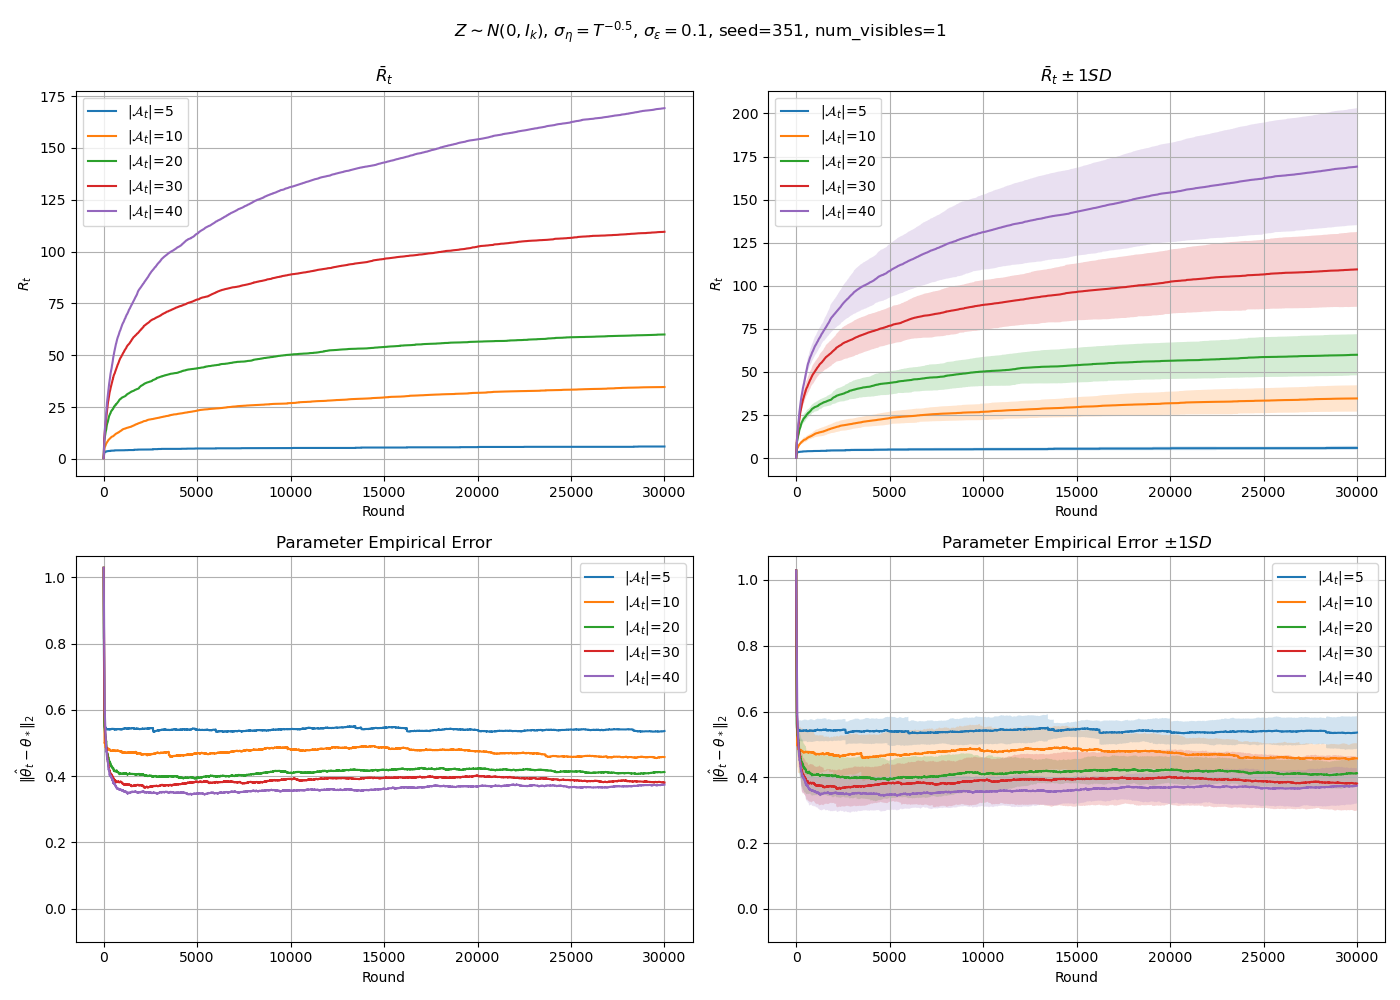 Z ∼ N(0, I_k), σ_η = T^{−0.5}, σ_ε = 0.1, seed=351, num_visibles=1
R̄_t
175
150
125
100
75
50
25
0
R_t
|𝒜_t|=5
|𝒜_t|=10
|𝒜_t|=20
|𝒜_t|=30
|𝒜_t|=40
0 5000 10000 15000 20000 25000 30000
Round
R̄_t ± 1SD
200
175
150
125
100
75
50
25
0
R_t
|𝒜_t|=5
|𝒜_t|=10
|𝒜_t|=20
|𝒜_t|=30
|𝒜_t|=40
0 5000 10000 15000 20000 25000 30000
Round
Parameter Empirical Error
1.0
0.8
0.6
0.4
0.2
0.0
‖θ̂_t − θ_*‖_2
|𝒜_t|=5
|𝒜_t|=10
|𝒜_t|=20
|𝒜_t|=30
|𝒜_t|=40
0 5000 10000 15000 20000 25000 30000
Round
Parameter Empirical Error ±1SD
1.0
0.8
0.6
0.4
0.2
0.0
‖θ̂_t − θ_*‖_2
|𝒜_t|=5
|𝒜_t|=10
|𝒜_t|=20
|𝒜_t|=30
|𝒜_t|=40
0 5000 10000 15000 20000 25000 30000
Round